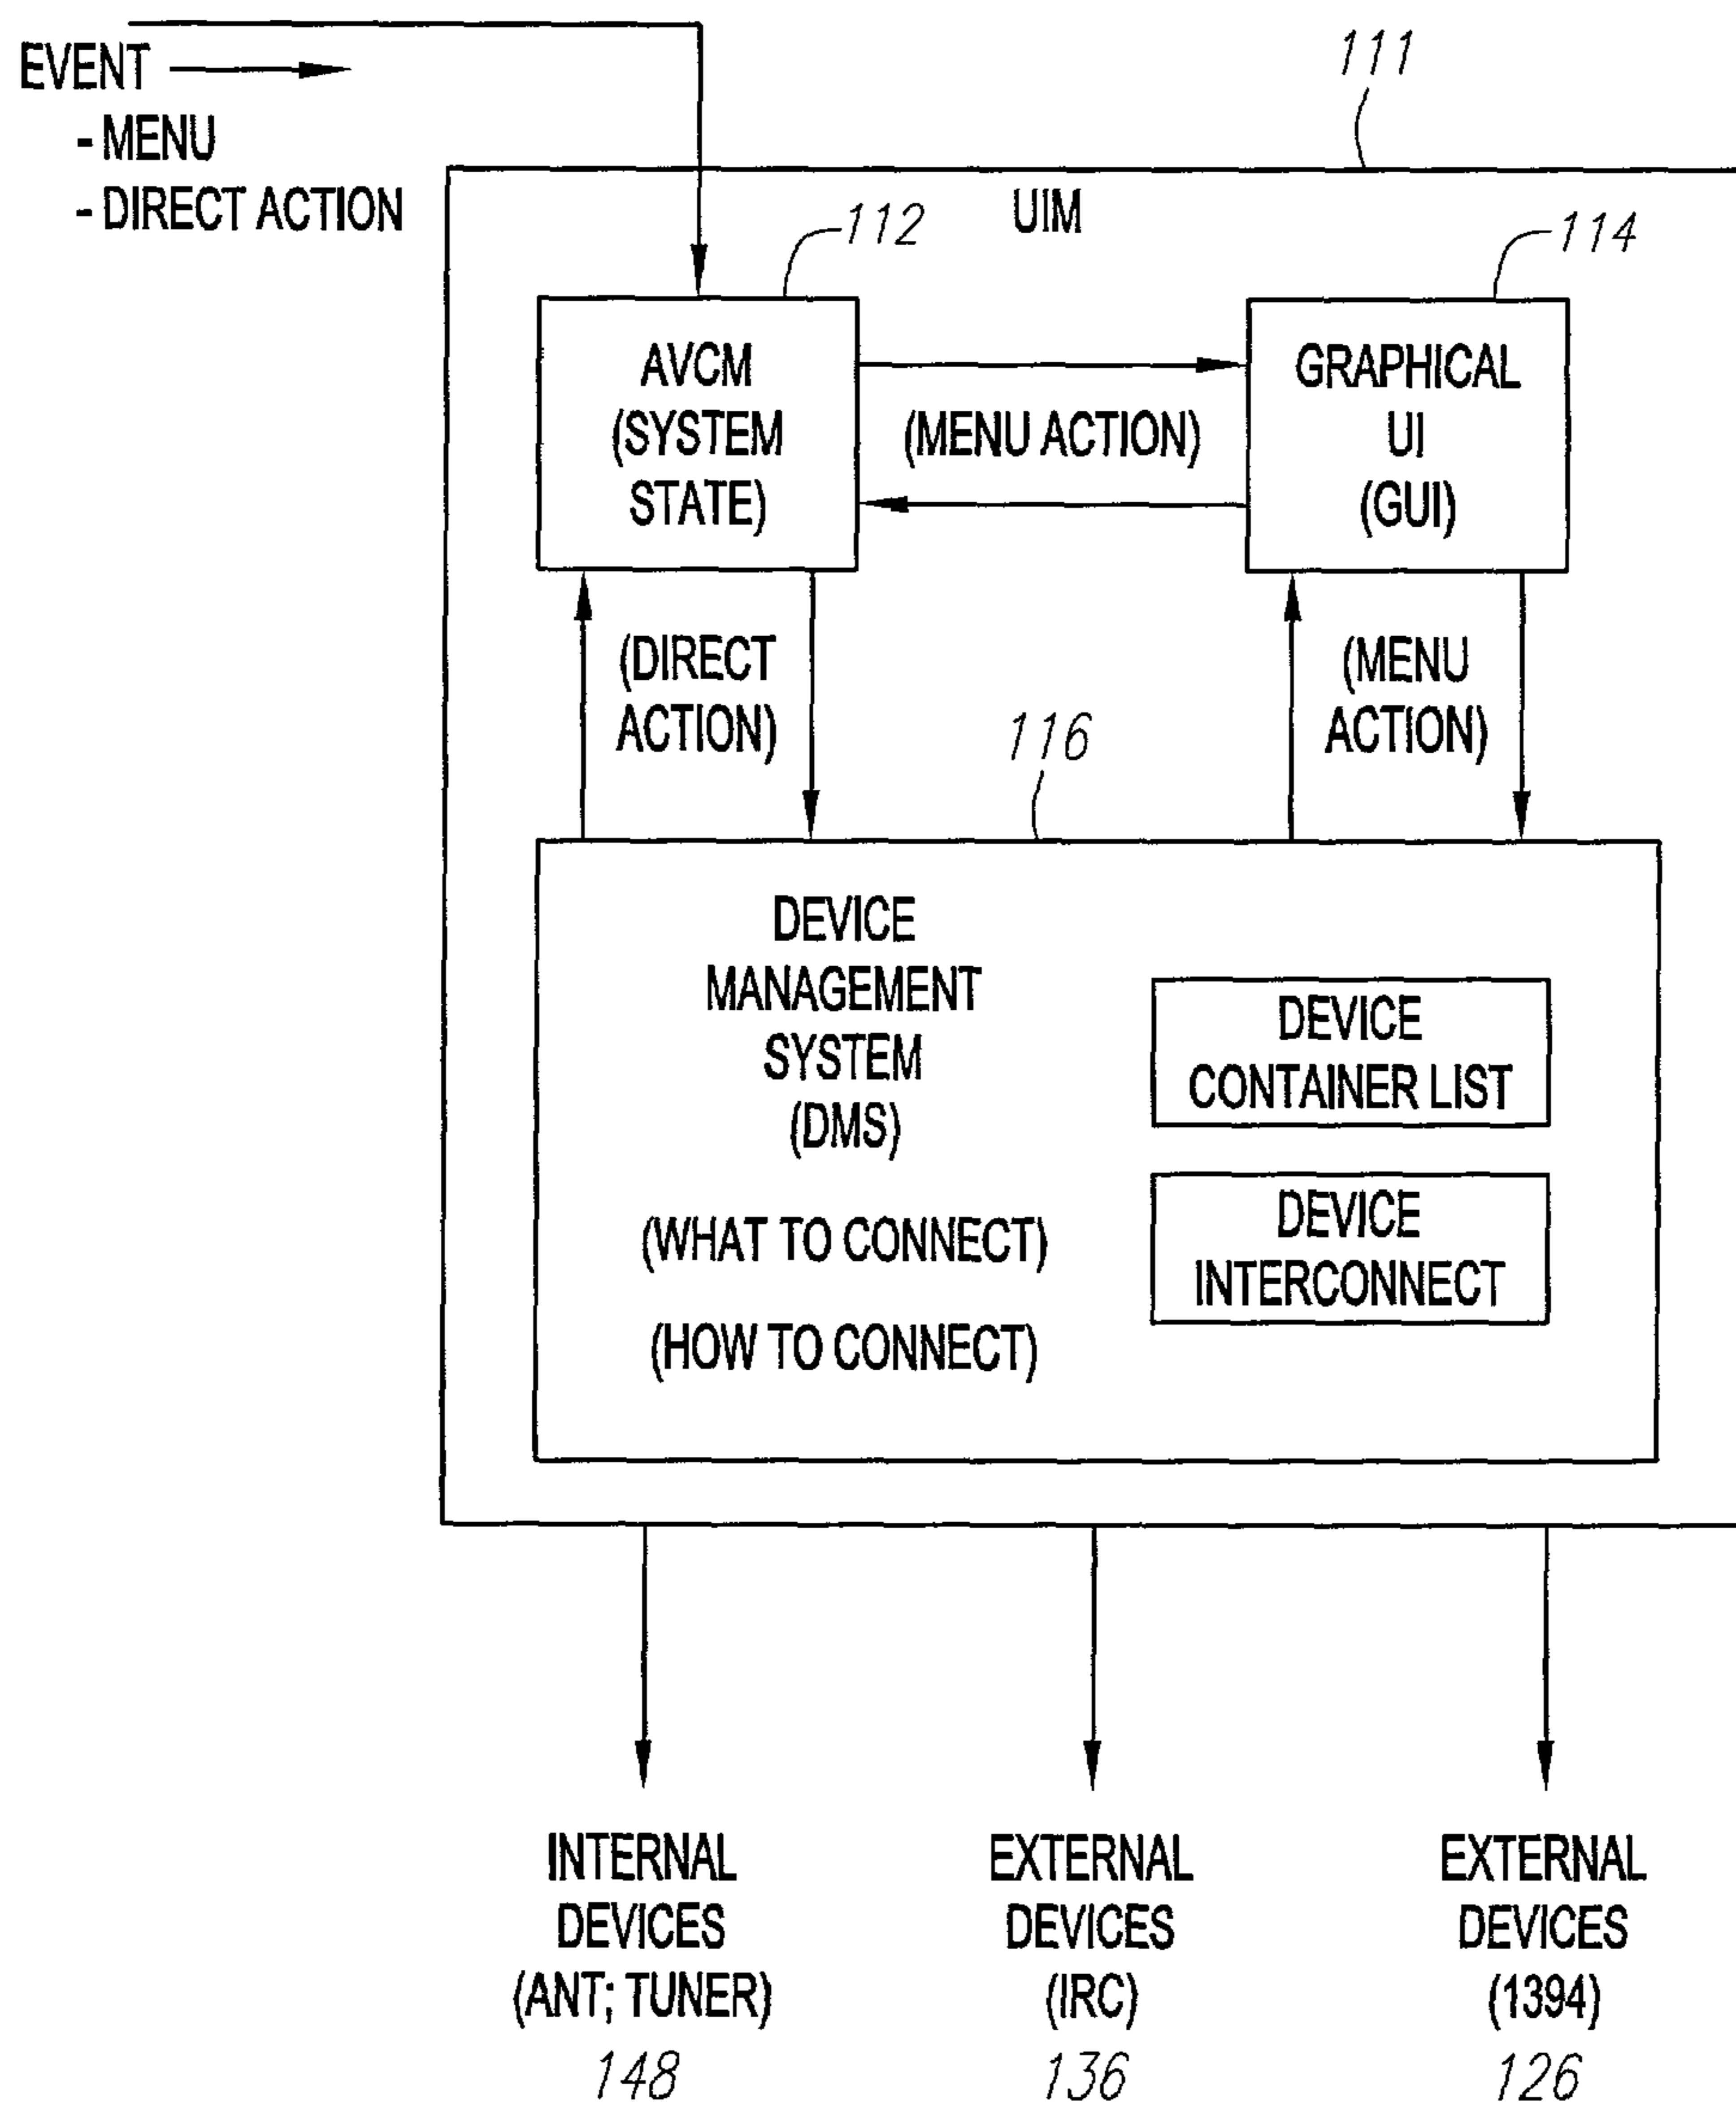 EVENT
- MENU
- DIRECT ACTION
111
UIM
112
114
AVCM
(SYSTEM
STATE)
(MENU ACTION)
GRAPHICAL
UI
(GUI)
(DIRECT
ACTION)
(MENU
ACTION)
116
DEVICE
MANAGEMENT
SYSTEM
(DMS)
(WHAT TO CONNECT)
(HOW TO CONNECT)
DEVICE
CONTAINER LIST
DEVICE
INTERCONNECT
INTERNAL
DEVICES
(ANT; TUNER)
148
EXTERNAL
DEVICES
(IRC)
136
EXTERNAL
DEVICES
(1394)
126